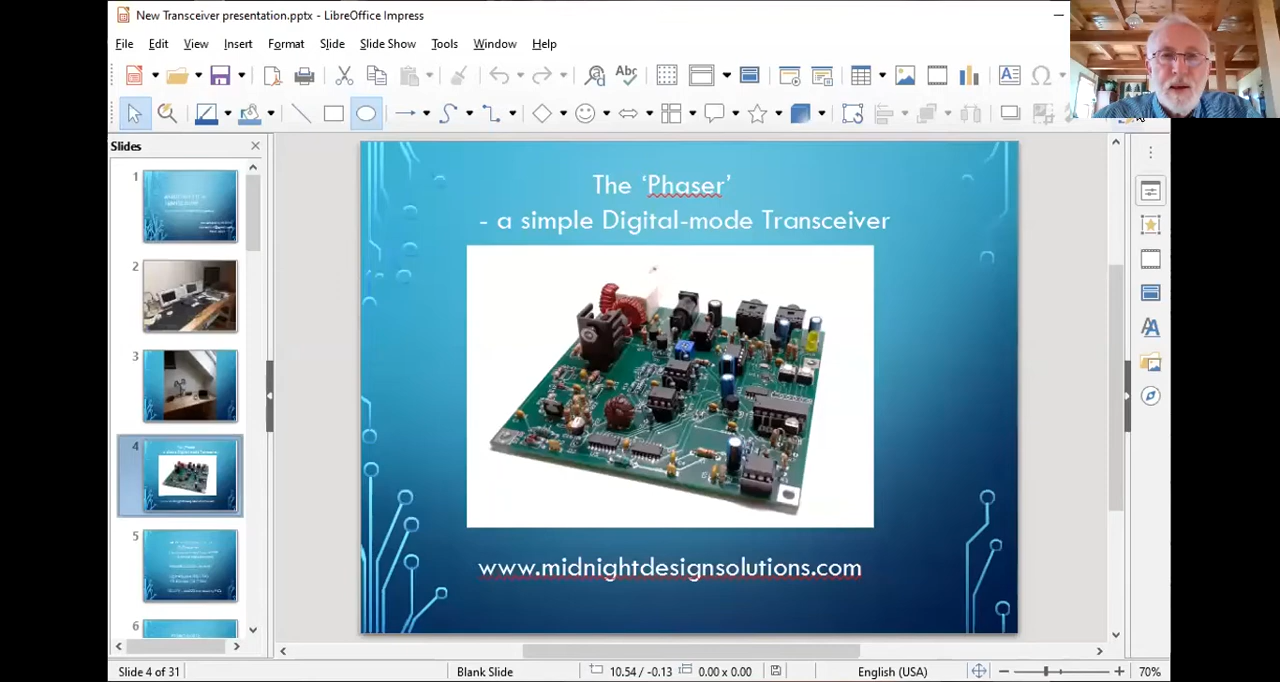 New Transceiver presentation.pptx - LibreOffice Impress
File Edit View Insert Format Slide Slide Show Tools Window Help
Abc
Slides
1
2
3
4
5
6
The 'Phaser'
- a simple Digital-mode Transceiver
www.midnightdesignsolutions.com
Slide 4 of 31
Blank Slide
10.54 / -0.13
0.00 x 0.00
English (USA)
70%